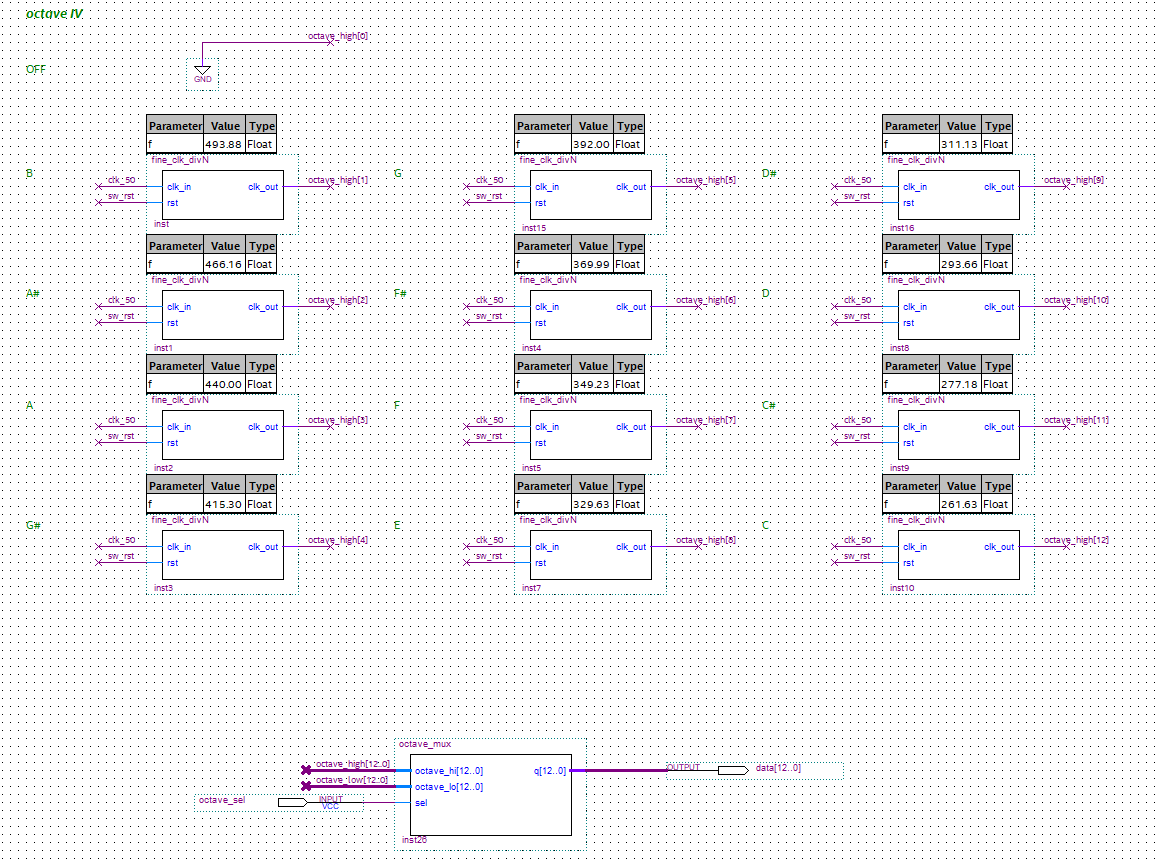 octave IV
octave_high[0]
OFF
GND
Parameter Value Type
f 493.88 Float
fine_clk_divN
B
clk_50 clk_in clk_out octave_high[1]
sw_rst rst
inst
Parameter Value Type
f 466.16 Float
fine_clk_divN
A#
clk_50 clk_in clk_out octave_high[2]
sw_rst rst
inst1
Parameter Value Type
f 440.00 Float
fine_clk_divN
A
clk_50 clk_in clk_out octave_high[3]
sw_rst rst
inst2
Parameter Value Type
f 415.30 Float
fine_clk_divN
G#
clk_50 clk_in clk_out octave_high[4]
sw_rst rst
inst3
Parameter Value Type
f 392.00 Float
fine_clk_divN
G
clk_50 clk_in clk_out octave_high[5]
sw_rst rst
inst15
Parameter Value Type
f 369.99 Float
fine_clk_divN
F#
clk_50 clk_in clk_out octave_high[6]
sw_rst rst
inst4
Parameter Value Type
f 349.23 Float
fine_clk_divN
F
clk_50 clk_in clk_out octave_high[7]
sw_rst rst
inst5
Parameter Value Type
f 329.63 Float
fine_clk_divN
E
clk_50 clk_in clk_out octave_high[8]
sw_rst rst
inst7
Parameter Value Type
f 311.13 Float
fine_clk_divN
D#
clk_50 clk_in clk_out octave_high[9]
sw_rst rst
inst16
Parameter Value Type
f 293.66 Float
fine_clk_divN
D
clk_50 clk_in clk_out octave_high[10]
sw_rst rst
inst8
Parameter Value Type
f 277.18 Float
fine_clk_divN
C#
clk_50 clk_in clk_out octave_high[11]
sw_rst rst
inst9
Parameter Value Type
f 261.63 Float
fine_clk_divN
C
clk_50 clk_in clk_out octave_high[12]
sw_rst rst
inst10
octave_mux
octave_high[12..0] octave_hi[12..0] q[12..0] OUTPUT data[12..0]
octave_low[12..0] octave_lo[12..0]
octave_sel INPUT VCC sel
inst26